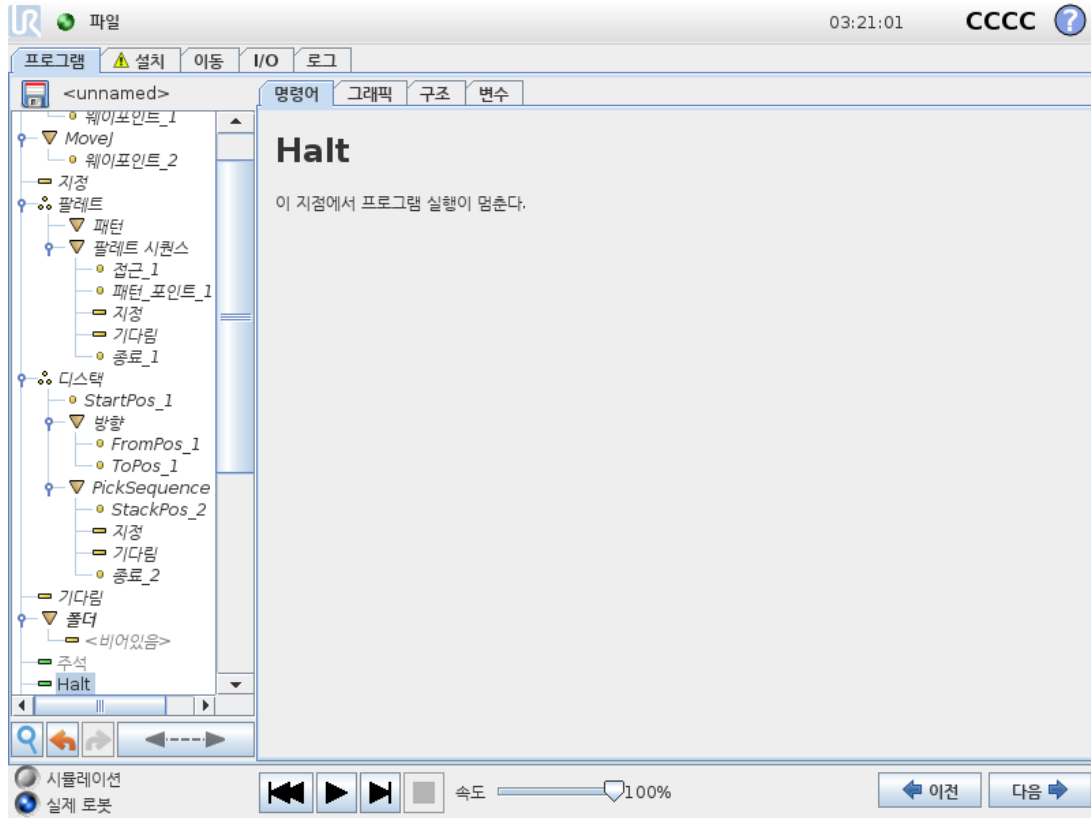 UR 파일 03:21:01 CCCC ?
프로그램 설치 이동 I/O 로그
<unnamed> 명령어 그래픽 구조 변수
웨이포인트_1
MoveJ
웨이포인트_2
지정
팔레트
패턴
팔레트 시퀀스
접근_1
패턴_포인트_1
지정
기다림
종료_1
디스택
StartPos_1
방향
FromPos_1
ToPos_1
PickSequence
StackPos_2
지정
기다림
종료_2
기다림
폴더
<비어있음>
주석
Halt
Halt
이 지점에서 프로그램 실행이 멈춘다.
시뮬레이션
실제 로봇
속도 100% 이전 다음